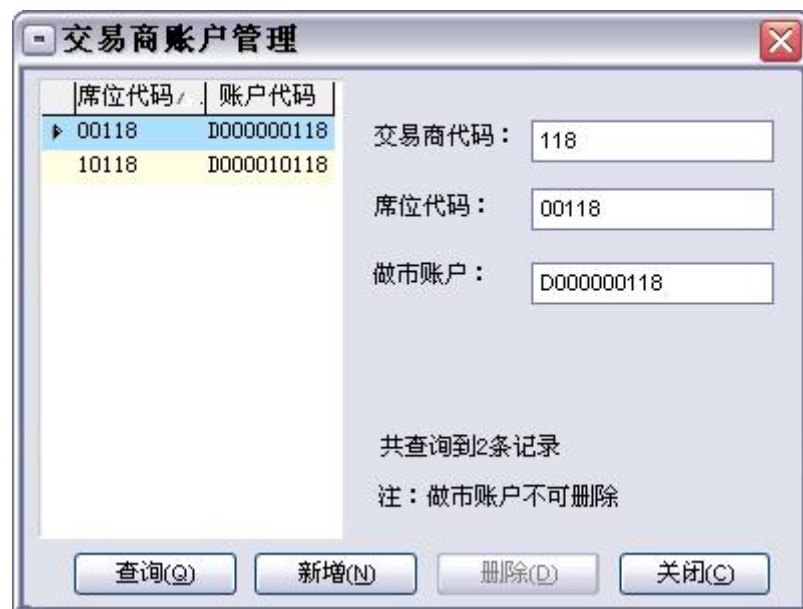 交易商账户管理
席位代码 账户代码
00118 D000000118
10118 D000010118
交易商代码： 118
席位代码： 00118
做市账户： D000000118
共查询到2条记录
注：做市账户不可删除
查询(Q) 新增(N) 删除(D) 关闭(C)